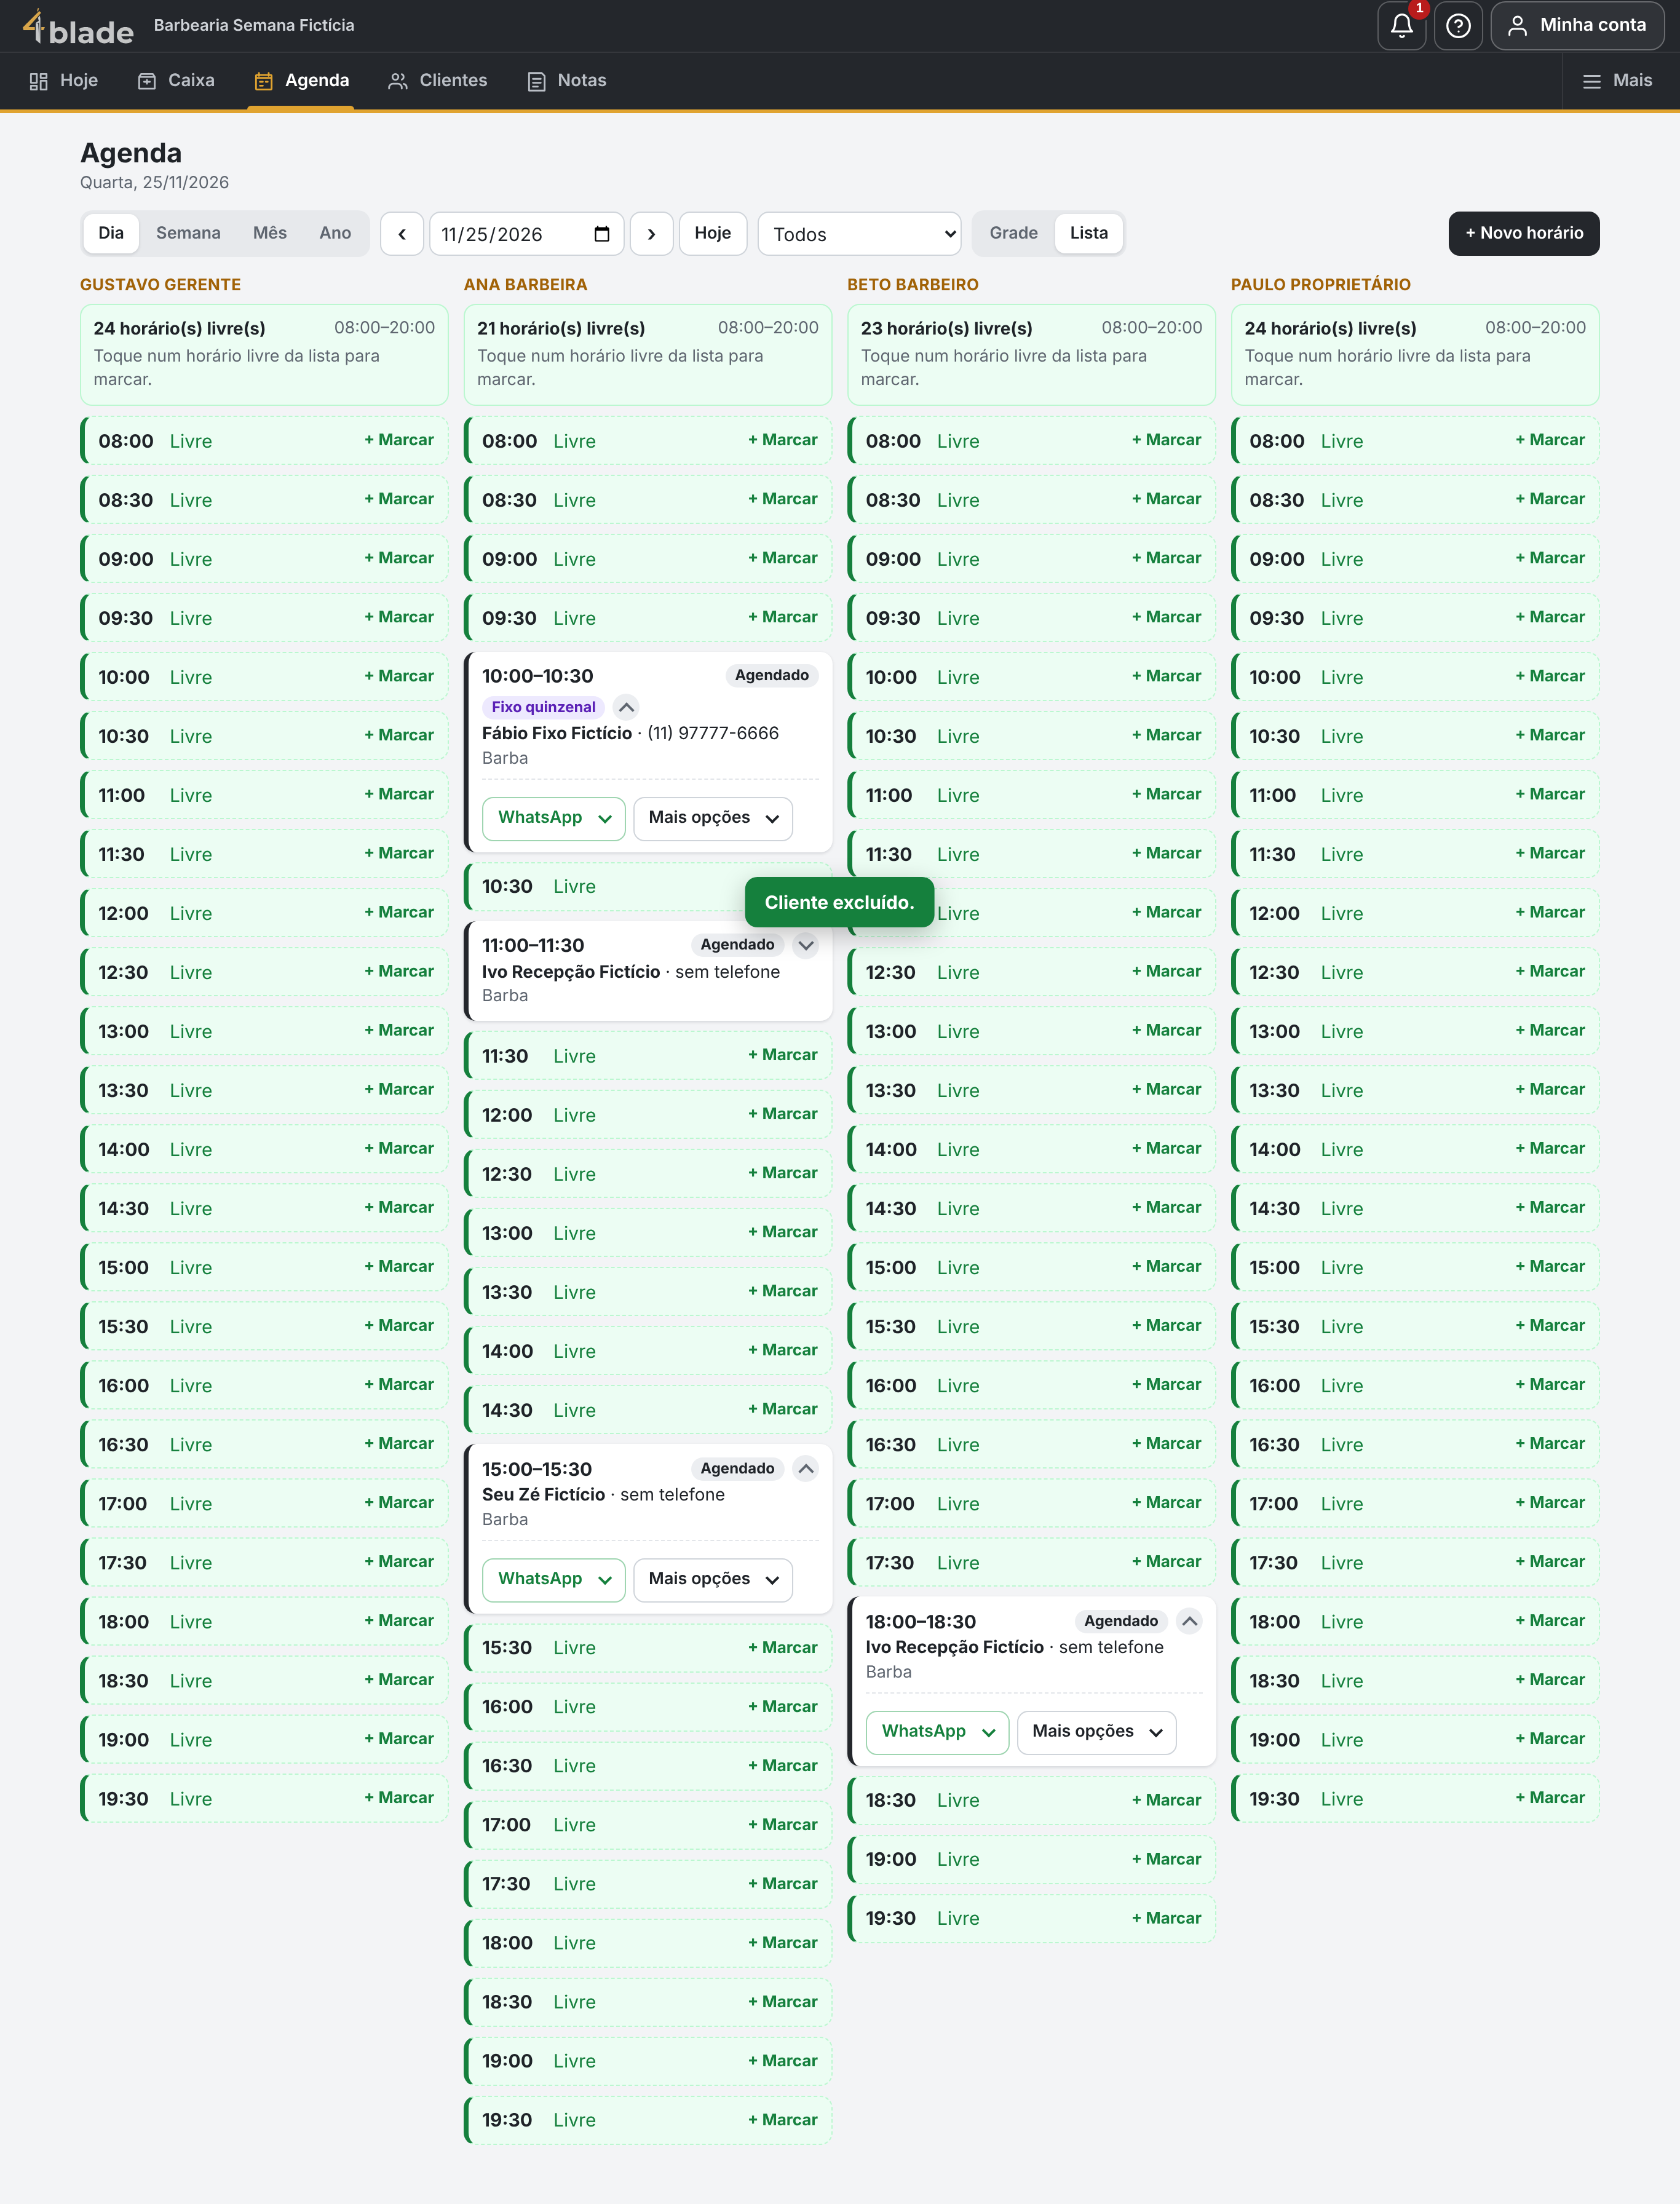 4blade
Barbearia Semana Fictícia
1
Minha conta
Hoje
Caixa
Agenda
Clientes
Notas
Mais
Agenda
Quarta, 25/11/2026
Dia
Semana
Mês
Ano
11/25/2026
Hoje
Todos
Grade
Lista
+ Novo horário
GUSTAVO GERENTE
24 horário(s) livre(s) 08:00–20:00
Toque num horário livre da lista para
marcar.
08:00 Livre + Marcar
08:30 Livre + Marcar
09:00 Livre + Marcar
09:30 Livre + Marcar
10:00 Livre + Marcar
10:30 Livre + Marcar
11:00 Livre + Marcar
11:30 Livre + Marcar
12:00 Livre + Marcar
12:30 Livre + Marcar
13:00 Livre + Marcar
13:30 Livre + Marcar
14:00 Livre + Marcar
14:30 Livre + Marcar
15:00 Livre + Marcar
15:30 Livre + Marcar
16:00 Livre + Marcar
16:30 Livre + Marcar
17:00 Livre + Marcar
17:30 Livre + Marcar
18:00 Livre + Marcar
18:30 Livre + Marcar
19:00 Livre + Marcar
19:30 Livre + Marcar
ANA BARBEIRA
21 horário(s) livre(s) 08:00–20:00
Toque num horário livre da lista para
marcar.
08:00 Livre + Marcar
08:30 Livre + Marcar
09:00 Livre + Marcar
09:30 Livre + Marcar
10:00–10:30 Agendado
Fixo quinzenal
Fábio Fixo Fictício · (11) 97777-6666
Barba
WhatsApp Mais opções
10:30 Livre
Cliente excluído.
11:00–11:30 Agendado
Ivo Recepção Fictício · sem telefone
Barba
11:30 Livre + Marcar
12:00 Livre + Marcar
12:30 Livre + Marcar
13:00 Livre + Marcar
13:30 Livre + Marcar
14:00 Livre + Marcar
14:30 Livre + Marcar
15:00–15:30 Agendado
Seu Zé Fictício · sem telefone
Barba
WhatsApp Mais opções
15:30 Livre + Marcar
16:00 Livre + Marcar
16:30 Livre + Marcar
17:00 Livre + Marcar
17:30 Livre + Marcar
18:00 Livre + Marcar
18:30 Livre + Marcar
19:00 Livre + Marcar
19:30 Livre + Marcar
BETO BARBEIRO
23 horário(s) livre(s) 08:00–20:00
Toque num horário livre da lista para
marcar.
08:00 Livre + Marcar
08:30 Livre + Marcar
09:00 Livre + Marcar
09:30 Livre + Marcar
10:00 Livre + Marcar
10:30 Livre + Marcar
11:00 Livre + Marcar
11:30 Livre + Marcar
Livre + Marcar
12:30 Livre + Marcar
13:00 Livre + Marcar
13:30 Livre + Marcar
14:00 Livre + Marcar
14:30 Livre + Marcar
15:00 Livre + Marcar
15:30 Livre + Marcar
16:00 Livre + Marcar
16:30 Livre + Marcar
17:00 Livre + Marcar
17:30 Livre + Marcar
18:00–18:30 Agendado
Ivo Recepção Fictício · sem telefone
Barba
WhatsApp Mais opções
18:30 Livre + Marcar
19:00 Livre + Marcar
19:30 Livre + Marcar
PAULO PROPRIETÁRIO
24 horário(s) livre(s) 08:00–20:00
Toque num horário livre da lista para
marcar.
08:00 Livre + Marcar
08:30 Livre + Marcar
09:00 Livre + Marcar
09:30 Livre + Marcar
10:00 Livre + Marcar
10:30 Livre + Marcar
11:00 Livre + Marcar
11:30 Livre + Marcar
12:00 Livre + Marcar
12:30 Livre + Marcar
13:00 Livre + Marcar
13:30 Livre + Marcar
14:00 Livre + Marcar
14:30 Livre + Marcar
15:00 Livre + Marcar
15:30 Livre + Marcar
16:00 Livre + Marcar
16:30 Livre + Marcar
17:00 Livre + Marcar
17:30 Livre + Marcar
18:00 Livre + Marcar
18:30 Livre + Marcar
19:00 Livre + Marcar
19:30 Livre + Marcar